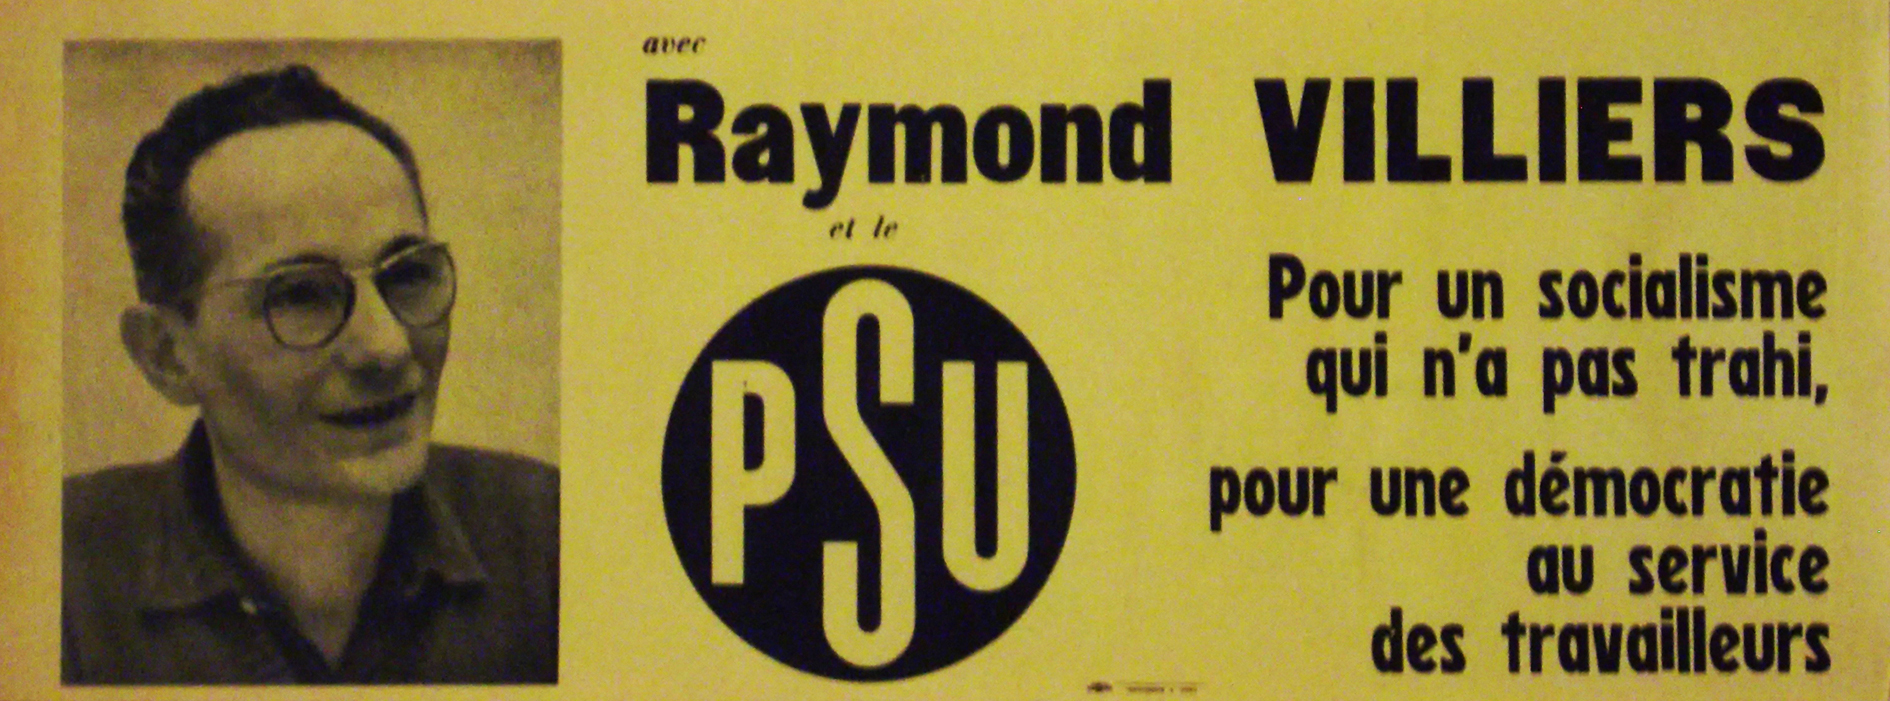 avec
Raymond VILLIERS
et le
PSU
Pour un socialisme
qui n'a pas trahi,
pour une démocratie
au service
des travailleurs